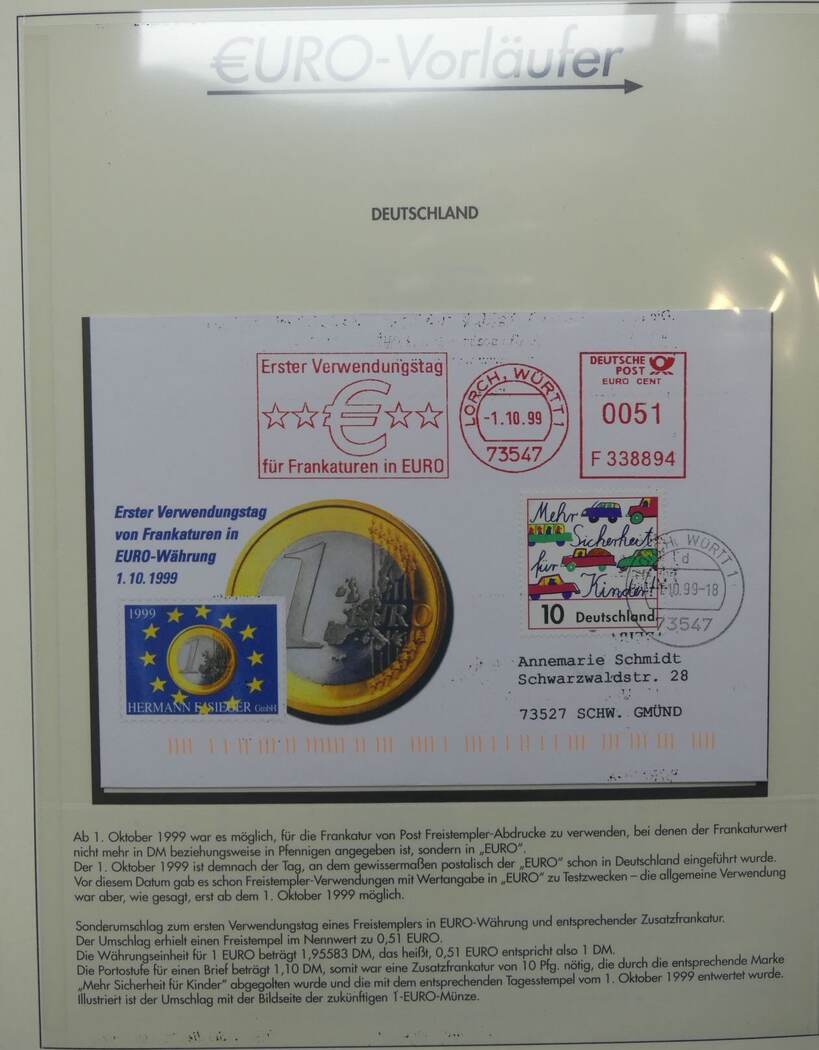 €URO-Vorläufer
DEUTSCHLAND
Erster Verwendungstag
€
für Frankaturen in EURO
LORCH, WÜRTT 1
-1.10.99
73547
DEUTSCHE
POST
EURO CENT
0051
F 338894
Erster Verwendungstag
von Frankaturen in
EURO-Währung
1.10.1999
1 EURO
1999
1
HERMANN E. SIEGER GmbH
Mehr
Sicherheit
für
Kinder!
10 Deutschland
WÜRTT 1
d
.10.99-18
73547
Annemarie Schmidt
Schwarzwaldstr. 28
73527 SCHW. GMÜND
Ab 1. Oktober 1999 war es möglich, für die Frankatur von Post Freistempler-Abdrucke zu verwenden, bei denen der Frankaturwert
nicht mehr in DM beziehungsweise in Pfennigen angegeben ist, sondern in „EURO".
Der 1. Oktober 1999 ist demnach der Tag, an dem gewissermaßen postalisch der „EURO" schon in Deutschland eingeführt wurde.
Vor diesem Datum gab es schon Freistempler-Verwendungen mit Wertangabe in „EURO" zu Testzwecken – die allgemeine Verwendung
war aber, wie gesagt, erst ab dem 1. Oktober 1999 möglich.
Sonderumschlag zum ersten Verwendungstag eines Freistemplers in EURO-Währung und entsprechender Zusatzfrankatur.
Der Umschlag erhielt einen Freistempel im Nennwert zu 0,51 EURO.
Die Währungseinheit für 1 EURO beträgt 1,95583 DM, das heißt, 0,51 EURO entspricht also 1 DM.
Die Portostufe für einen Brief beträgt 1,10 DM, somit war eine Zusatzfrankatur von 10 Pfg. nötig, die durch die entsprechende Marke
„Mehr Sicherheit für Kinder" abgegolten wurde und die mit dem entsprechenden Tagesstempel vom 1. Oktober 1999 entwertet wurde.
Illustriert ist der Umschlag mit der Bildseite der zukünftigen 1-EURO-Münze.